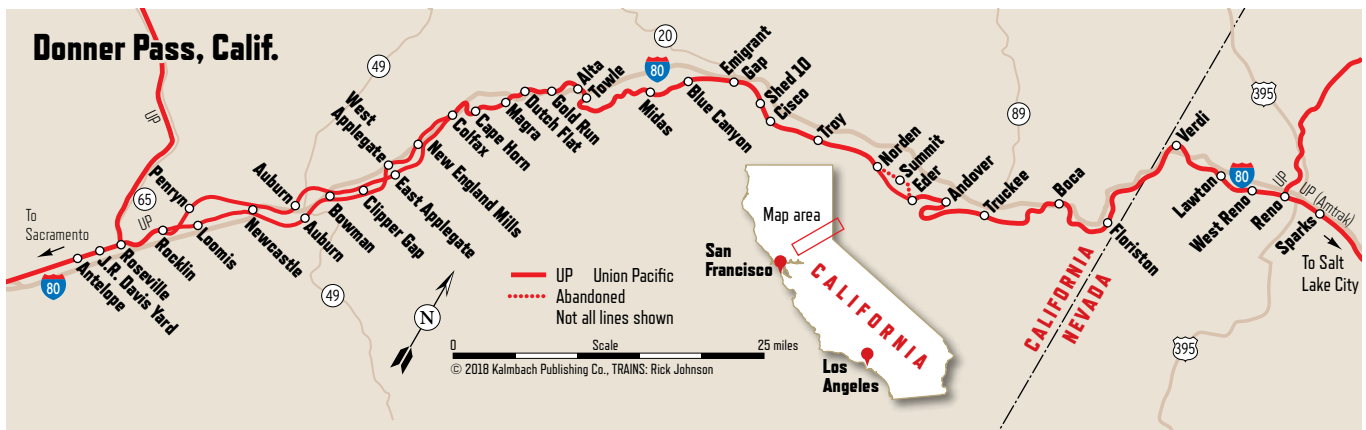 Donner Pass, Calif.
UP
65
UP
To
Sacramento
80
Antelope
J.R. Davis Yard
Roseville
Rocklin
Penryn
Loomis
Newcastle
Auburn
Auburn
Bowman
Clipper Gap
West
Applegate
East Applegate
New England Mills
49
49
Colfax
Cape Horn
Magra
Dutch Flat
Gold Run
Alta
Towle
20
80
Midas
Blue Canyon
Emigrant
Gap
Shed 10
Cisco
Troy
Norden
Summit
Eder
Andover
89
Truckee
Boca
Floriston
Verdi
395
Lawton
80
West Reno
Reno
UP
UP (Amtrak)
Sparks
To Salt
Lake City
395
CALIFORNIA
NEVADA
N
UP Union Pacific
Abandoned
Not all lines shown
0 Scale 25 miles
© 2018 Kalmbach Publishing Co., TRAINS: Rick Johnson
Map area
San
Francisco
CALIFORNIA
Los
Angeles